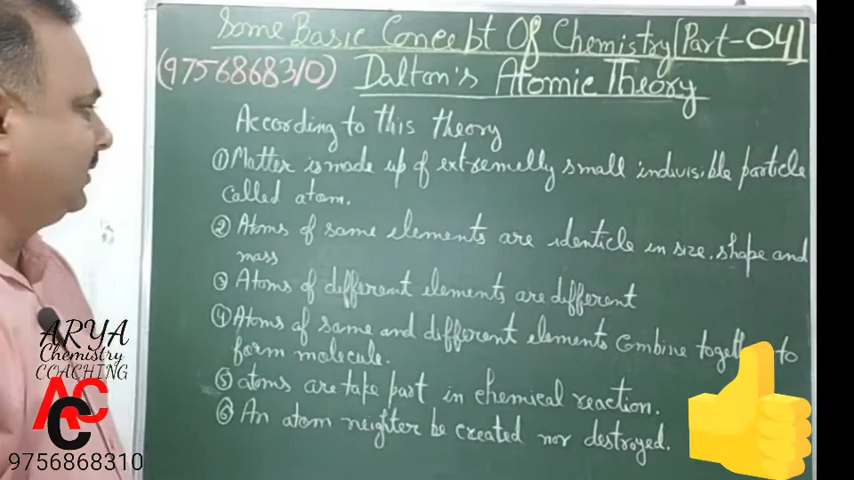 Some Basic Concept Of Chemistry [Part-04]
(9756868310) Dalton's Atomic Theory
According to this theory
① Matter is made up of extremelly small indivisible particle
called atom.
② Atoms of same elements are identicle in size, shape and
mass
③ Atoms of different elements are different
④ Atoms of same and different elements combine together to
form molecule.
⑤ atoms are take part in chemical reaction.
⑥ An atom neighter be created nor destroyed.
ARYA
Chemistry
COACHING
AC
C
9756868310